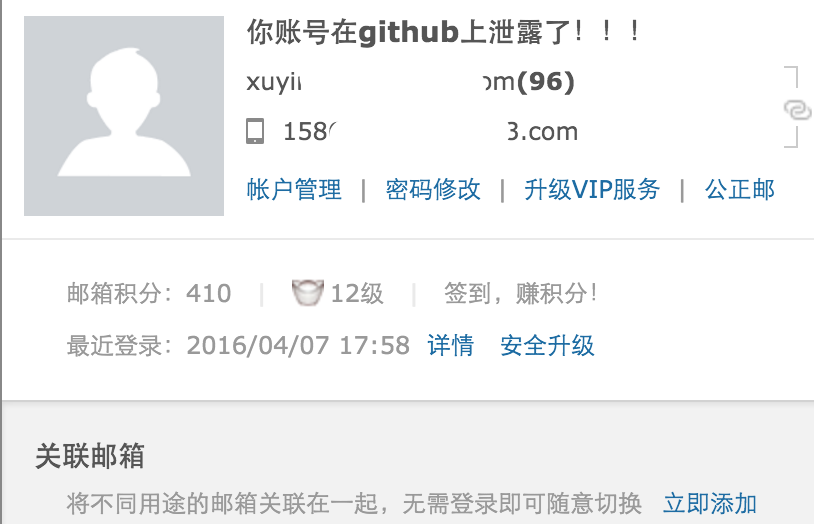 你账号在github上泄露了！！！
xuyin om(96)
158 3.com
帐户管理 | 密码修改 | 升级VIP服务 | 公正邮
邮箱积分：410 | 12级 | 签到，赚积分！
最近登录：2016/04/07 17:58 详情 安全升级
关联邮箱
将不同用途的邮箱关联在一起，无需登录即可随意切换 立即添加